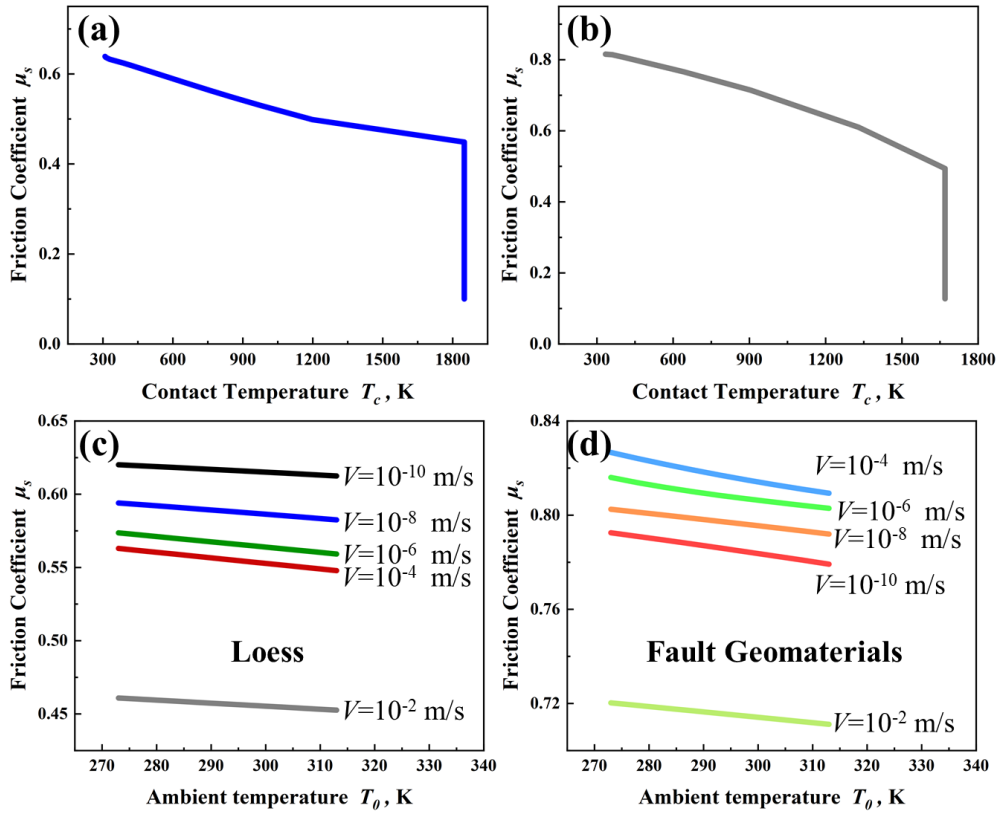 (a)
Friction Coefficient μs
0.6
0.4
0.2
0.0
300 600 900 1200 1500 1800
Contact Temperature Tc , K
(b)
Friction Coefficient μs
0.8
0.6
0.4
0.2
0.0
300 600 900 1200 1500 1800
Contact Temperature Tc , K
(c)
Friction Coefficient μs
0.65
0.60
0.55
0.50
0.45
V=10-10 m/s
V=10-8 m/s
V=10-6 m/s
V=10-4 m/s
Loess
V=10-2 m/s
270 280 290 300 310 320 330 340
Ambient temperature T0 , K
(d)
Friction Coefficient μs
0.84
0.80
0.76
0.72
V=10-4 m/s
V=10-6 m/s
V=10-8 m/s
V=10-10 m/s
Fault Geomaterials
V=10-2 m/s
270 280 290 300 310 320 330 340
Ambient temperature T0 , K